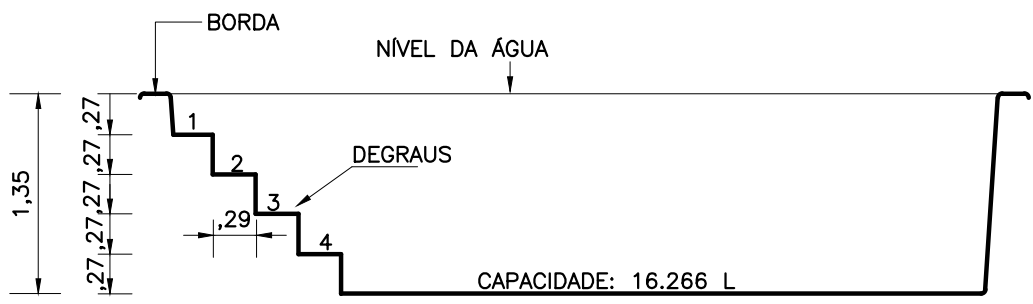 BORDA
NÍVEL DA ÁGUA
1,35
,27
,27
,27
,27
,27
1
2
3
4
DEGRAUS
,29
CAPACIDADE: 16.266 L